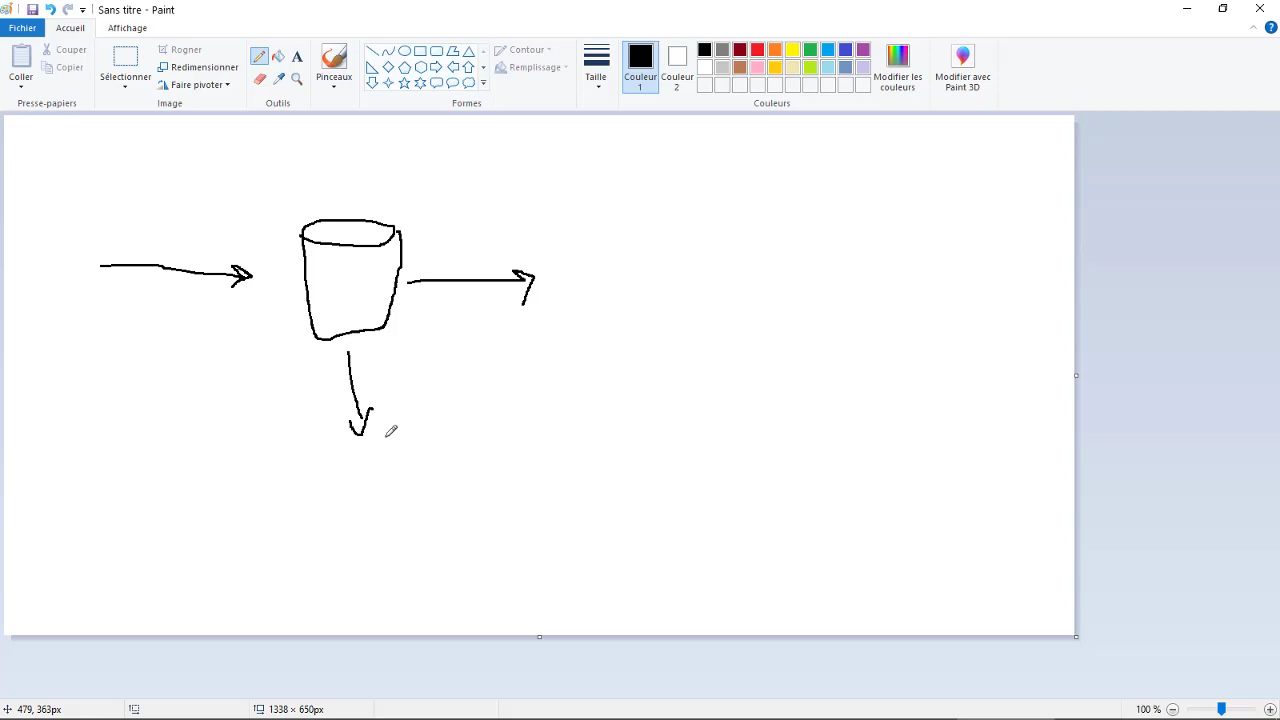 Sans titre - Paint
Fichier Accueil Affichage
Coller
Couper
Copier
Presse-papiers
Sélectionner
Rogner
Redimensionner
Faire pivoter
Image
A
Outils
Pinceaux
Contour
Remplissage
Formes
Taille
Couleur 1
Couleur 2
Modifier les couleurs
Couleurs
Modifier avec Paint 3D
479, 363px
1338 × 650px
100 %